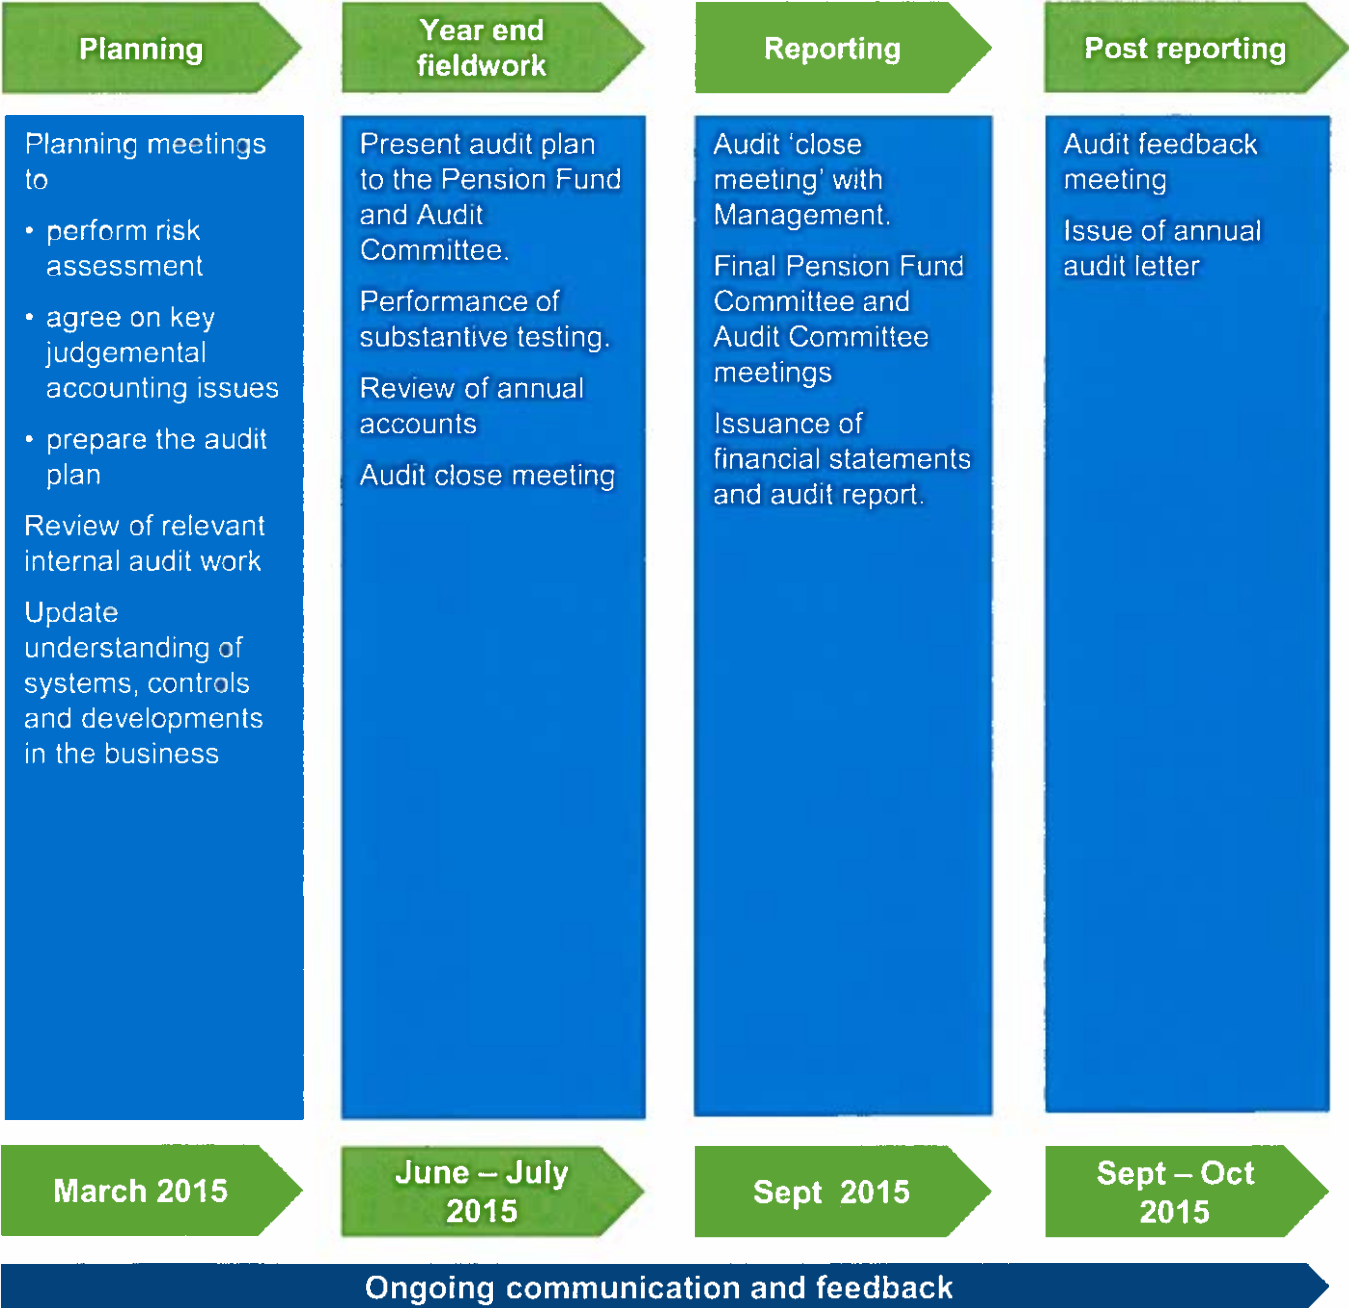 Planning
Year end
fieldwork
Reporting
Post reporting
Planning meetings
to
• perform risk
assessment
• agree on key
judgemental
accounting issues
• prepare the audit
plan
Review of relevant
internal audit work
Update
understanding of
systems, controls
and developments
in the business
Present audit plan
to the Pension Fund
and Audit
Committee.
Performance of
substantive testing.
Review of annual
accounts
Audit close meeting
Audit ‘close
meeting’ with
Management.
Final Pension Fund
Committee and
Audit Committee
meetings
Issuance of
financial statements
and audit report.
Audit feedback
meeting
Issue of annual
audit letter
March 2015
June – July
2015
Sept 2015
Sept – Oct
2015
Ongoing communication and feedback